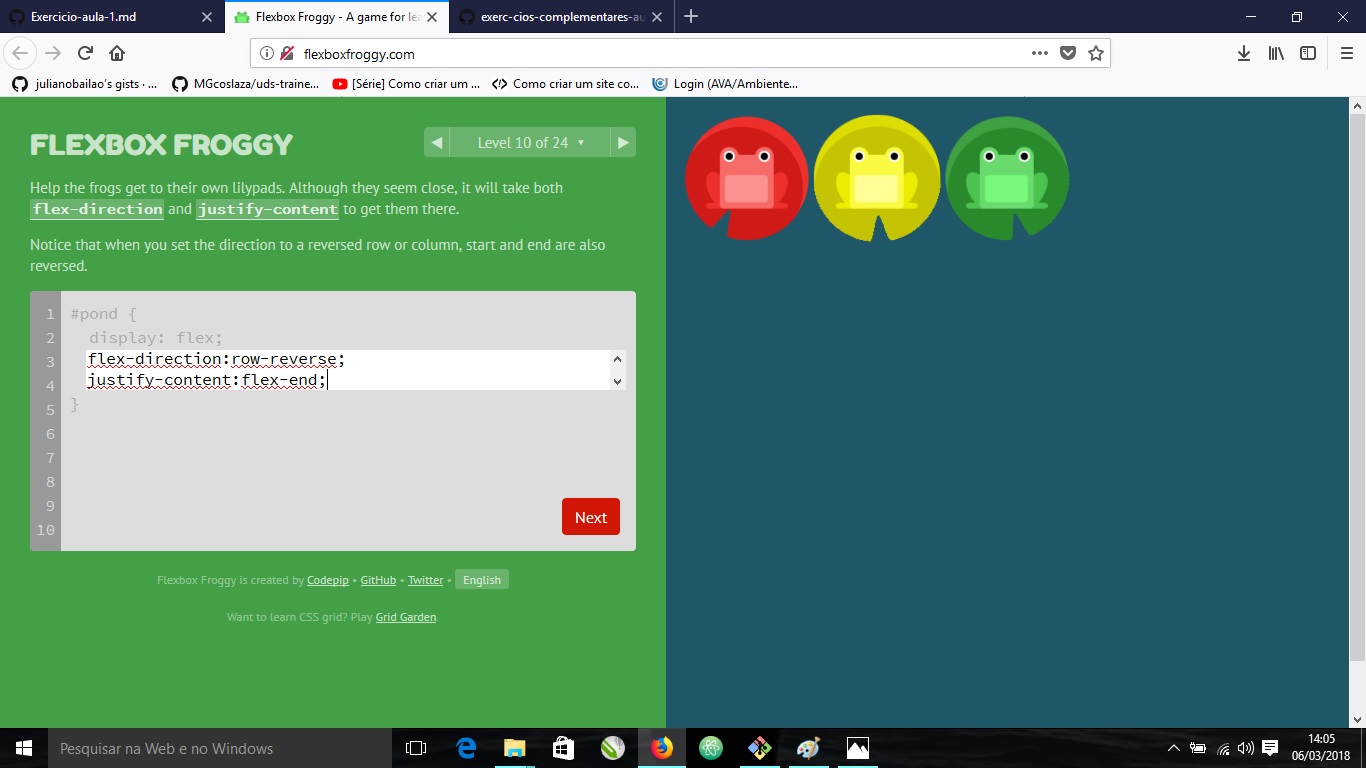 Exercicio-aula-1.md
Flexbox Froggy - A game for lea
exerc-cios-complementares-au
flexboxfroggy.com
julianobailao's gists · ...
MGcoslaza/uds-traine...
[Série] Como criar um ...
Como criar um site co...
Login (AVA/Ambiente...
FLEXBOX FROGGY
◀ Level 10 of 24 ▼ ▶
Help the frogs get to their own lilypads. Although they seem close, it will take both
flex-direction and justify-content to get them there.
Notice that when you set the direction to a reversed row or column, start and end are also
reversed.
1 #pond {
2 display: flex;
3 flex-direction:row-reverse;
4 justify-content:flex-end;
5 }
6
7
8
9
10
Next
Flexbox Froggy is created by Codepip • GitHub • Twitter • English
Want to learn CSS grid? Play Grid Garden.
Pesquisar na Web e no Windows
14:05
06/03/2018